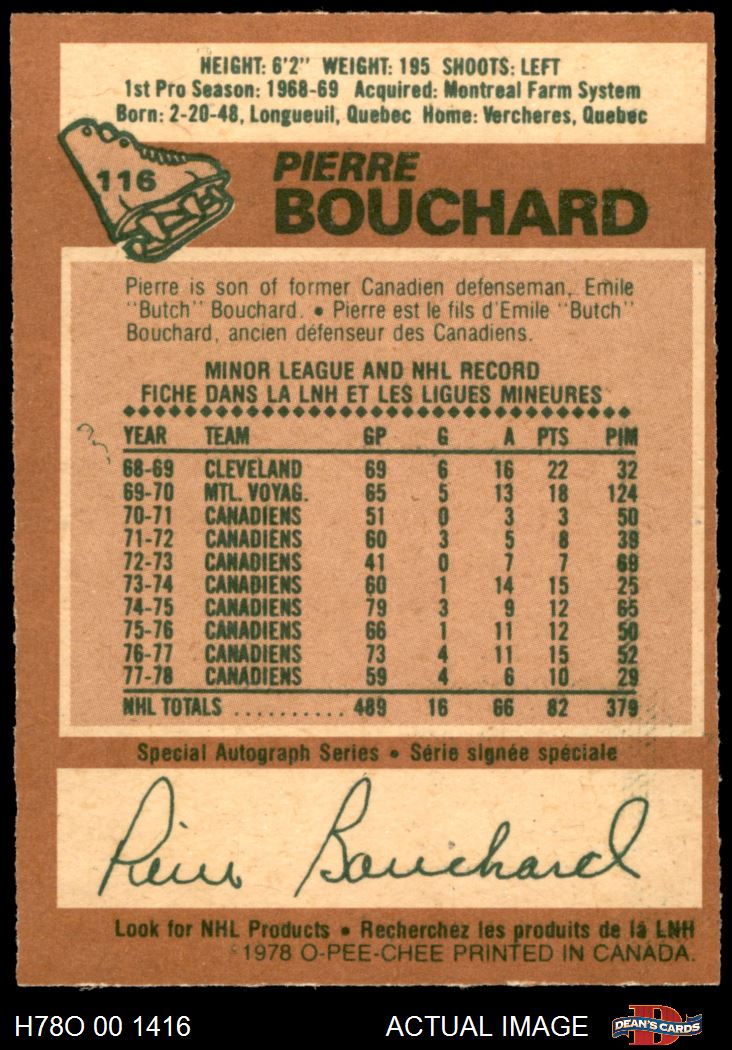 HEIGHT: 6'2" WEIGHT: 195 SHOOTS: LEFT
1st Pro Season: 1968-69 Acquired: Montreal Farm System
Born: 2-20-48, Longueuil, Quebec Home: Vercheres, Quebec
116
PIERRE
BOUCHARD
Pierre is son of former Canadien defenseman, Emile
"Butch" Bouchard. • Pierre est le fils d'Emile "Butch"
Bouchard, ancien défenseur des Canadiens.
MINOR LEAGUE AND NHL RECORD
FICHE DANS LA LNH ET LES LIGUES MINEURES
YEAR TEAM GP G A PTS PIM
68-69 CLEVELAND 69 6 16 22 32
69-70 MTL. VOYAG. 65 5 13 18 124
70-71 CANADIENS 51 0 3 3 50
71-72 CANADIENS 60 3 5 8 39
72-73 CANADIENS 41 0 7 7 69
73-74 CANADIENS 60 1 14 15 25
74-75 CANADIENS 79 3 9 12 65
75-76 CANADIENS 66 1 11 12 50
76-77 CANADIENS 73 4 11 15 52
77-78 CANADIENS 59 4 6 10 29
NHL TOTALS .......... 489 16 66 82 379
Special Autograph Series • Série signée spéciale
Pierre Bouchard
Look for NHL Products • Recherchez les produits de la LNH
1978 O-PEE-CHEE PRINTED IN CANADA.
H78O 00 1416 ACTUAL IMAGE DEAN'S CARDS